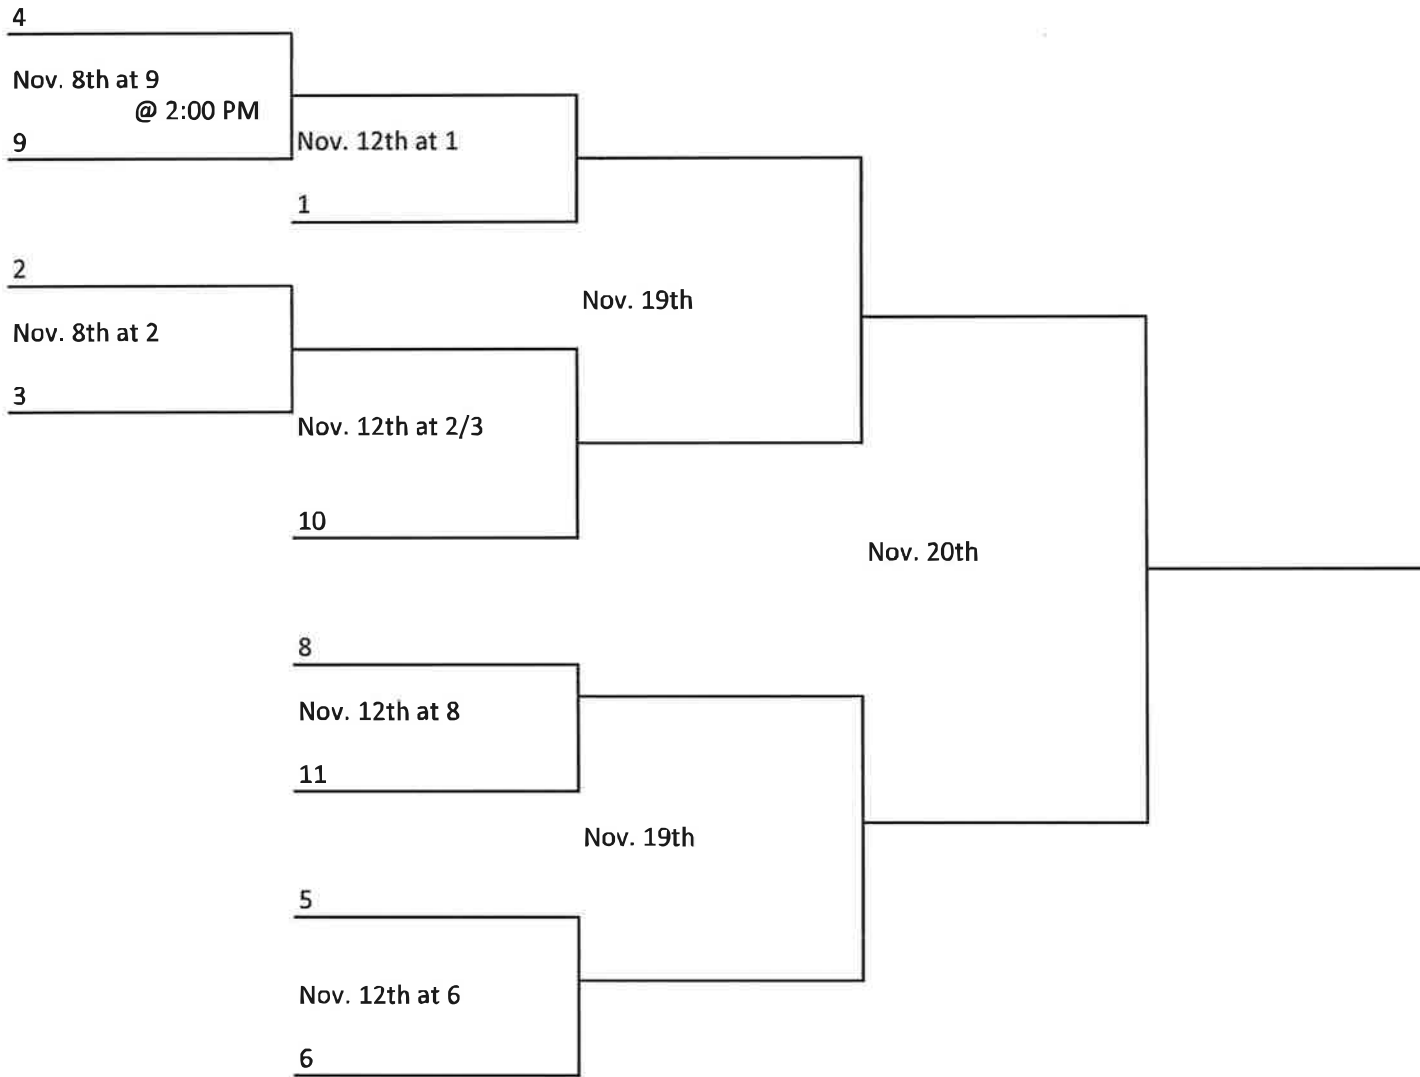 4
Nov. 8th at 9
@ 2:00 PM
9
Nov. 12th at 1
1
2
Nov. 8th at 2
3
Nov. 19th
Nov. 12th at 2/3
10
Nov. 20th
8
Nov. 12th at 8
11
Nov. 19th
5
Nov. 12th at 6
6